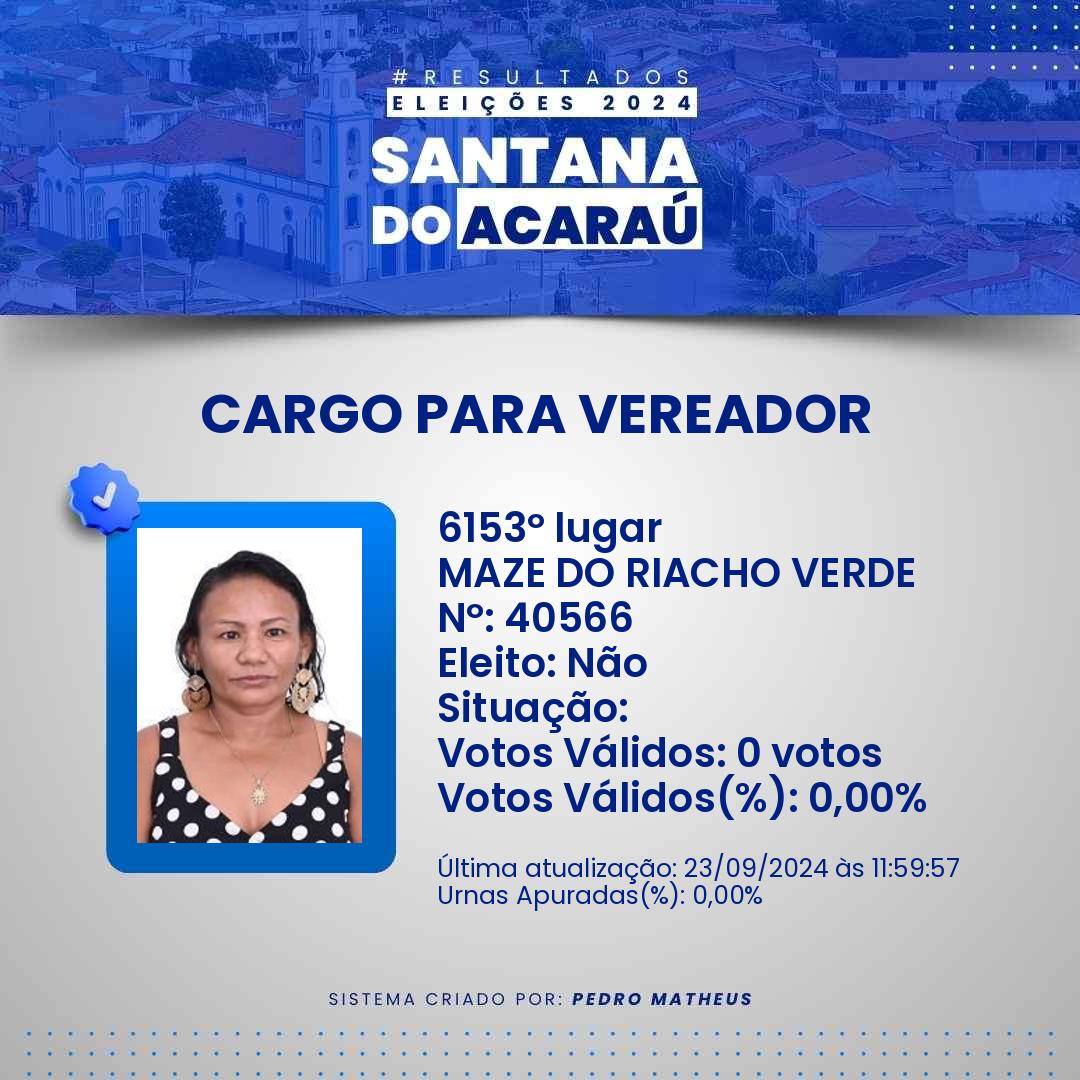 #RESULTADOS
ELEIÇÕES 2024
SANTANA
DO ACARAÚ
CARGO PARA VEREADOR
6153º lugar
MAZE DO RIACHO VERDE
Nº: 40566
Eleito: Não
Situação:
Votos Válidos: 0 votos
Votos Válidos(%): 0,00%
Última atualização: 23/09/2024 às 11:59:57
Urnas Apuradas(%): 0,00%
SISTEMA CRIADO POR: PEDRO MATHEUS